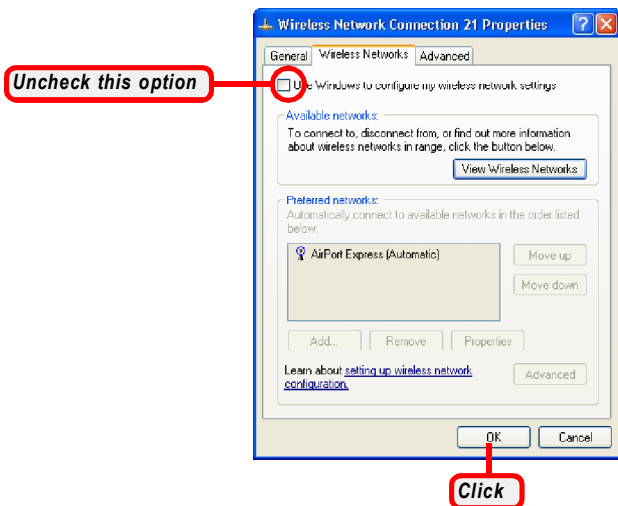 Wireless Network Connection 21 Properties
General Wireless Networks Advanced
Uncheck this option
Use Windows to configure my wireless network settings
Available networks:
To connect to, disconnect from, or find out more information
about wireless networks in range, click the button below.
View Wireless Networks
Preferred networks:
Automatically connect to available networks in the order listed
below:
AirPort Express (Automatic)
Move up
Move down
Add... Remove Properties
Learn about setting up wireless network
configuration.
Advanced
OK Cancel
Click